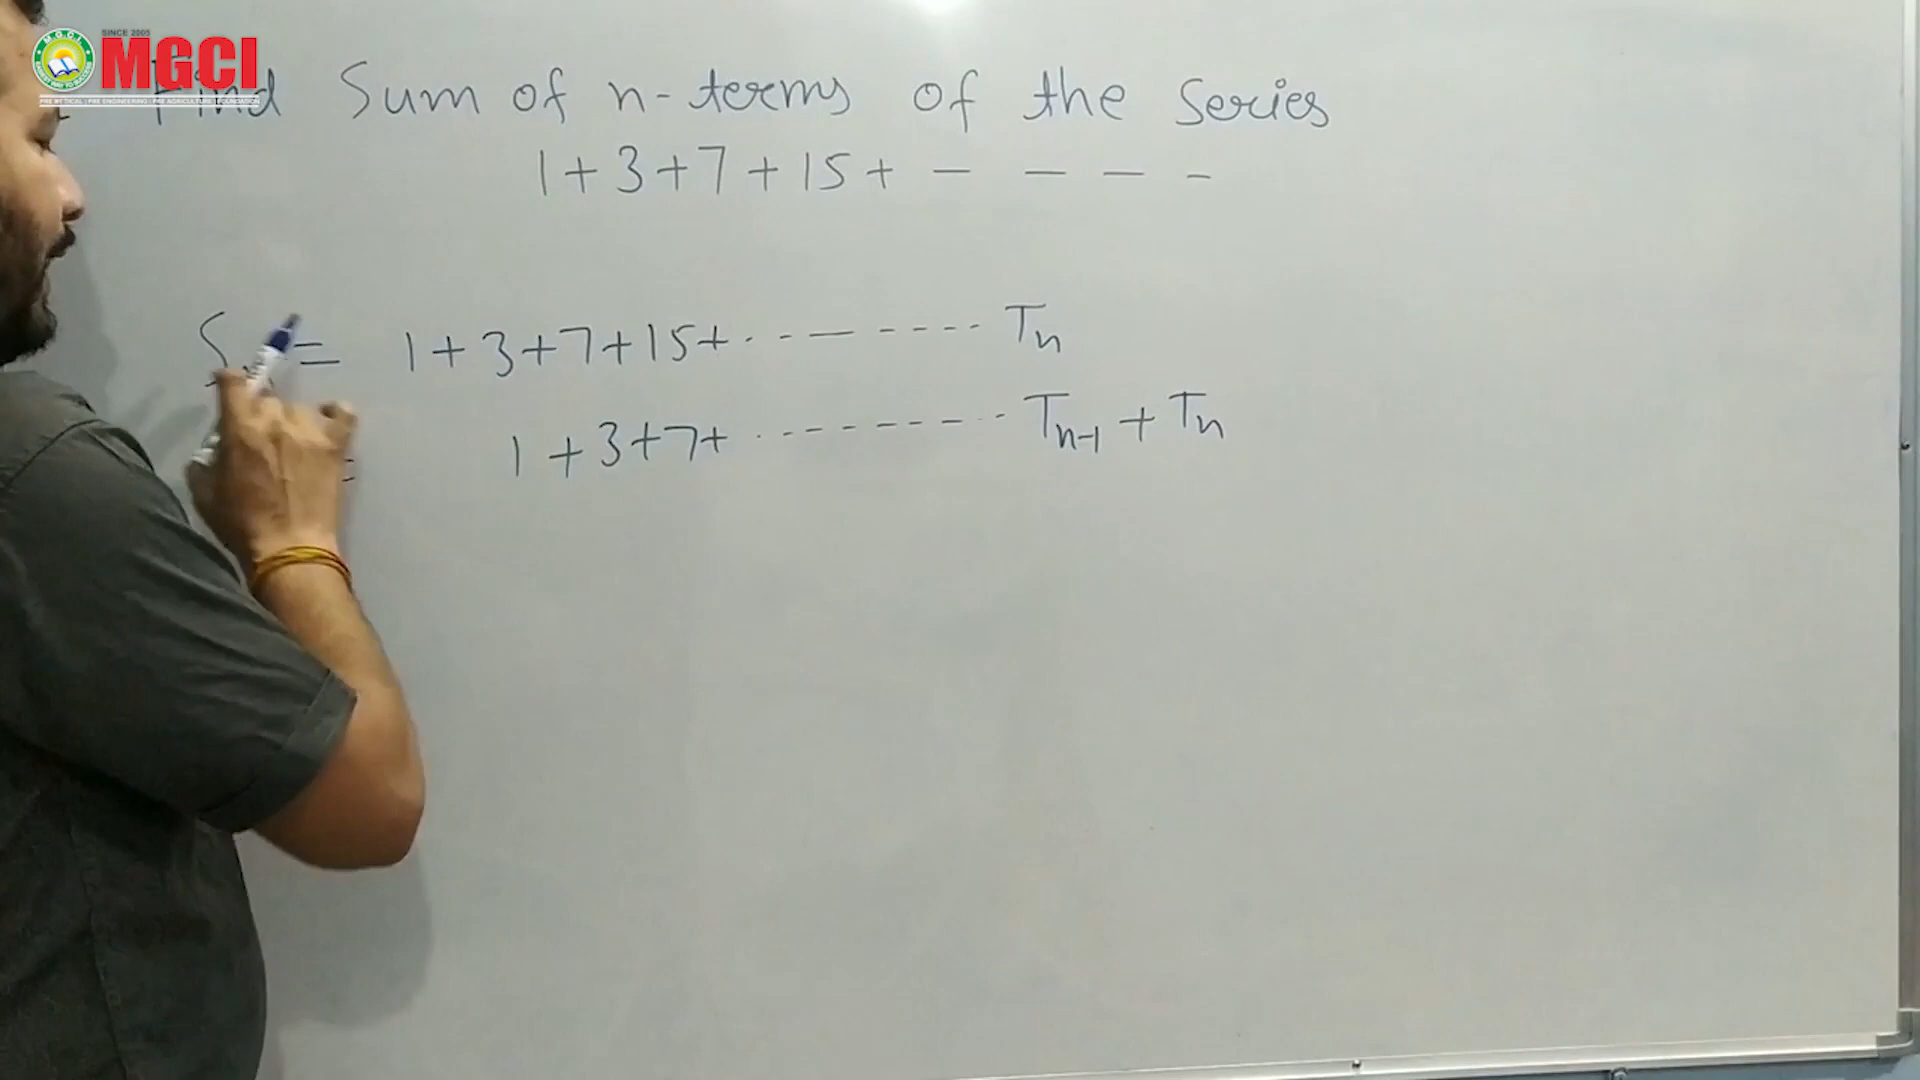 SINCE 2005
M.G.C.I.
MGCI
PRE MEDICAL | PRE ENGINEERING | PRE AGRICULTURE | FOUNDATION
Find Sum of n-terms of the Series
1+3+7+15+ - - - -
S = 1+3+7+15+ ... - - - - - Tn
= 1+3+7+ - - - - - - - Tn-1 + Tn